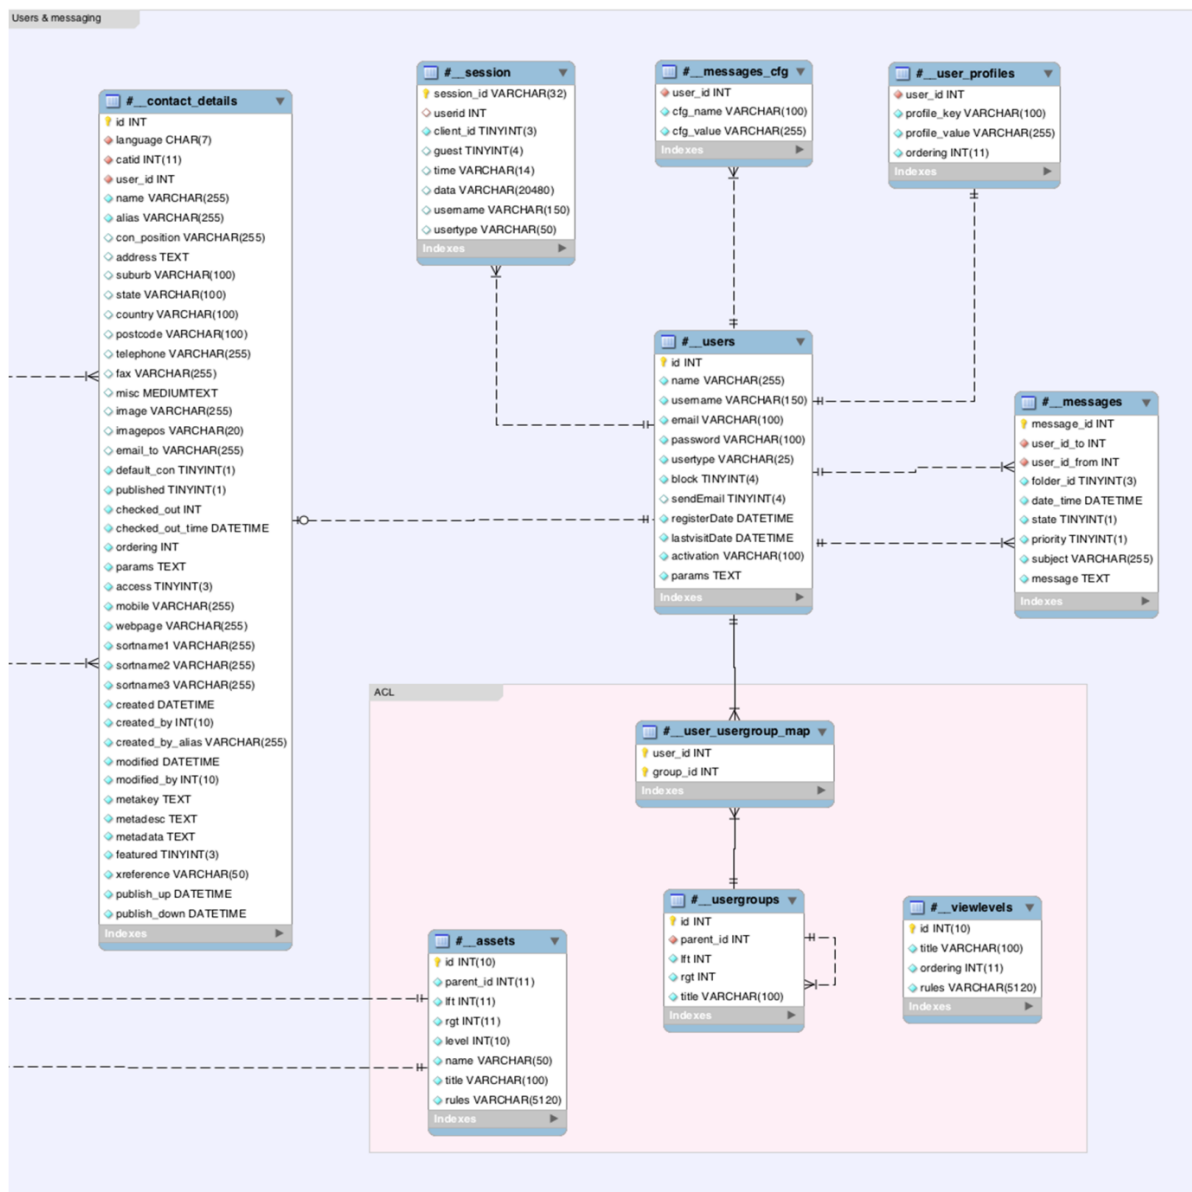 Users & messaging
#__contact_details
id INT
language CHAR(7)
catid INT(11)
user_id INT
name VARCHAR(255)
alias VARCHAR(255)
con_position VARCHAR(255)
address TEXT
suburb VARCHAR(100)
state VARCHAR(100)
country VARCHAR(100)
postcode VARCHAR(100)
telephone VARCHAR(255)
fax VARCHAR(255)
misc MEDIUMTEXT
image VARCHAR(255)
imagepos VARCHAR(20)
email_to VARCHAR(255)
default_con TINYINT(1)
published TINYINT(1)
checked_out INT
checked_out_time DATETIME
ordering INT
params TEXT
access TINYINT(3)
mobile VARCHAR(255)
webpage VARCHAR(255)
sortname1 VARCHAR(255)
sortname2 VARCHAR(255)
sortname3 VARCHAR(255)
created DATETIME
created_by INT(10)
created_by_alias VARCHAR(255)
modified DATETIME
modified_by INT(10)
metakey TEXT
metadesc TEXT
metadata TEXT
featured TINYINT(3)
xreference VARCHAR(50)
publish_up DATETIME
publish_down DATETIME
Indexes
#__session
session_id VARCHAR(32)
userid INT
client_id TINYINT(3)
guest TINYINT(4)
time VARCHAR(14)
data VARCHAR(20480)
username VARCHAR(150)
usertype VARCHAR(50)
Indexes
#__messages_cfg
user_id INT
cfg_name VARCHAR(100)
cfg_value VARCHAR(255)
Indexes
#__user_profiles
user_id INT
profile_key VARCHAR(100)
profile_value VARCHAR(255)
ordering INT(11)
Indexes
#__users
id INT
name VARCHAR(255)
username VARCHAR(150)
email VARCHAR(100)
password VARCHAR(100)
usertype VARCHAR(25)
block TINYINT(4)
sendEmail TINYINT(4)
registerDate DATETIME
lastvisitDate DATETIME
activation VARCHAR(100)
params TEXT
Indexes
#__messages
message_id INT
user_id_to INT
user_id_from INT
folder_id TINYINT(3)
date_time DATETIME
state TINYINT(1)
priority TINYINT(1)
subject VARCHAR(255)
message TEXT
Indexes
ACL
#__user_usergroup_map
user_id INT
group_id INT
Indexes
#__usergroups
id INT
parent_id INT
lft INT
rgt INT
title VARCHAR(100)
Indexes
#__viewlevels
id INT(10)
title VARCHAR(100)
ordering INT(11)
rules VARCHAR(5120)
Indexes
#__assets
id INT(10)
parent_id INT(11)
lft INT(11)
rgt INT(11)
level INT(10)
name VARCHAR(50)
title VARCHAR(100)
rules VARCHAR(5120)
Indexes